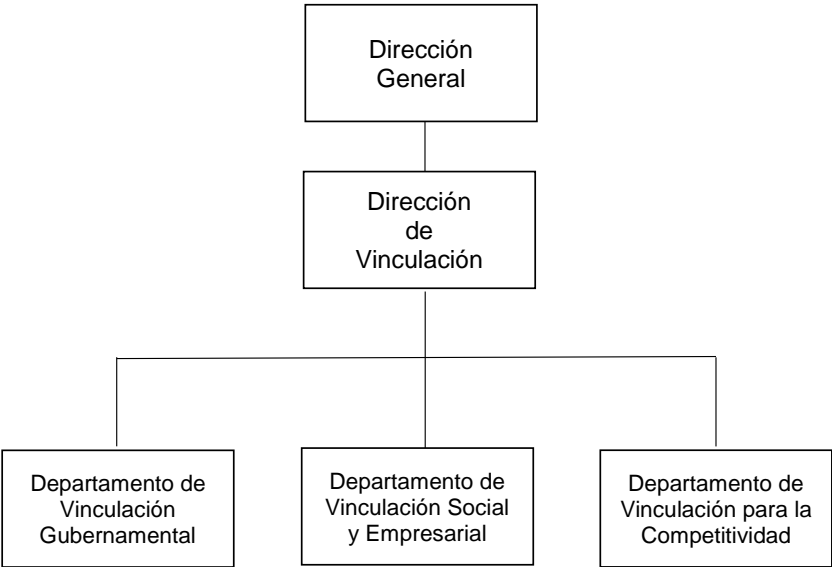 Dirección
General
Dirección
de
Vinculación
Departamento de
Vinculación
Gubernamental
Departamento de
Vinculación Social
y Empresarial
Departamento de
Vinculación para la
Competitividad